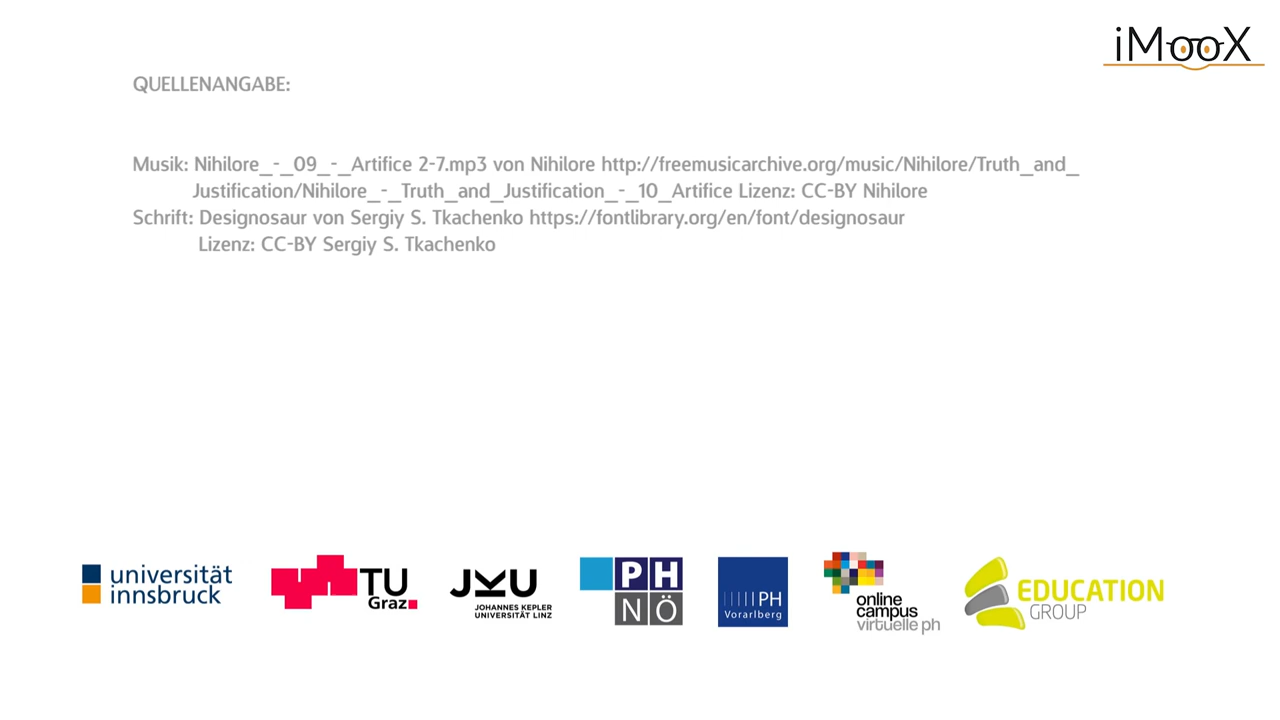 iMooX
QUELLENANGABE:
Musik: Nihilore_-_09_-_Artifice 2-7.mp3 von Nihilore http://freemusicarchive.org/music/Nihilore/Truth_and_
Justification/Nihilore_-_Truth_and_Justification_-_10_Artifice Lizenz: CC-BY Nihilore
Schrift: Designosaur von Sergiy S. Tkachenko https://fontlibrary.org/en/font/designosaur
Lizenz: CC-BY Sergiy S. Tkachenko
universität
innsbruck
TU
Graz
JKU
JOHANNES KEPLER
UNIVERSITÄT LINZ
PH
NÖ
PH
Vorarlberg
online
campus
virtuelle ph
EDUCATION
GROUP